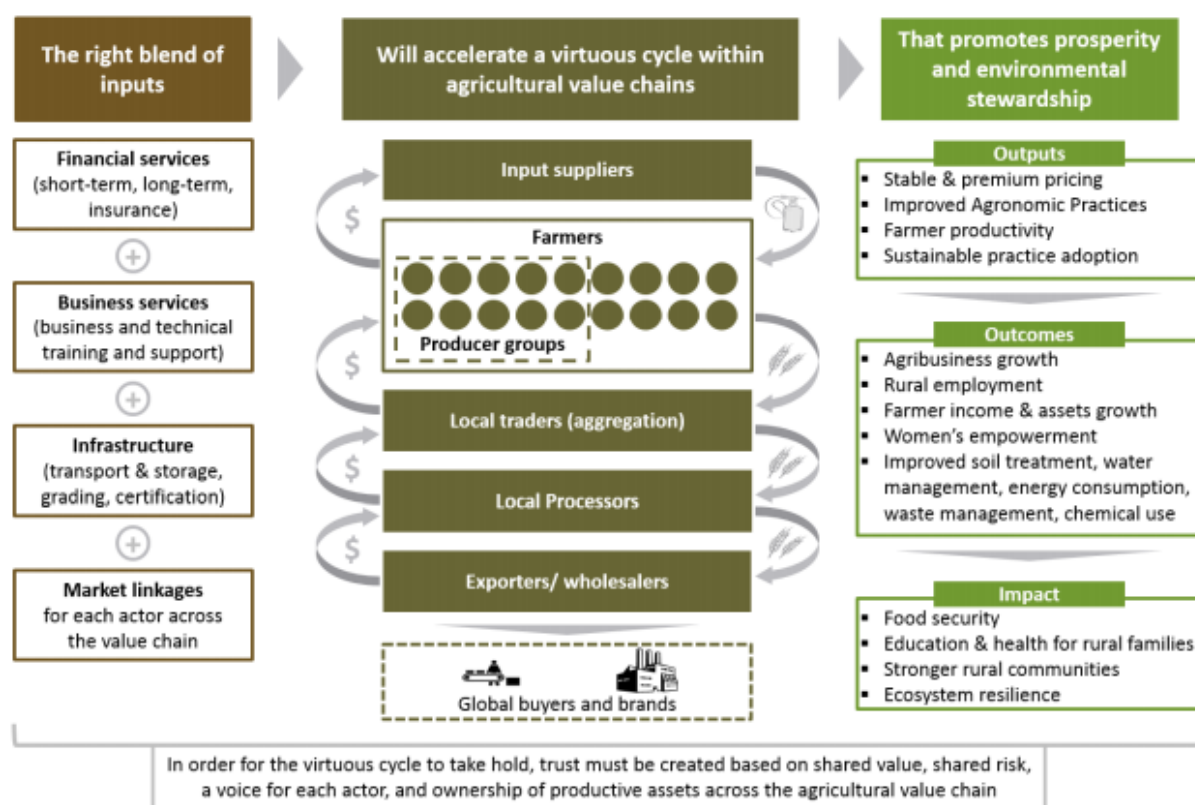 The right blend of
inputs
Will accelerate a virtuous cycle within
agricultural value chains
That promotes prosperity
and environmental
stewardship
Financial services
(short-term, long-term,
insurance)
+
Business services
(business and technical
training and support)
+
Infrastructure
(transport & storage,
grading, certification)
+
Market linkages
for each actor across
the value chain
Input suppliers
$
Farmers
Producer groups
$
Local traders (aggregation)
$
Local Processors
$
Exporters/ wholesalers
Global buyers and brands
Outputs
▪ Stable & premium pricing
▪ Improved Agronomic Practices
▪ Farmer productivity
▪ Sustainable practice adoption
Outcomes
▪ Agribusiness growth
▪ Rural employment
▪ Farmer income & assets growth
▪ Women’s empowerment
▪ Improved soil treatment, water
management, energy consumption,
waste management, chemical use
Impact
▪ Food security
▪ Education & health for rural families
▪ Stronger rural communities
▪ Ecosystem resilience
In order for the virtuous cycle to take hold, trust must be created based on shared value, shared risk,
a voice for each actor, and ownership of productive assets across the agricultural value chain